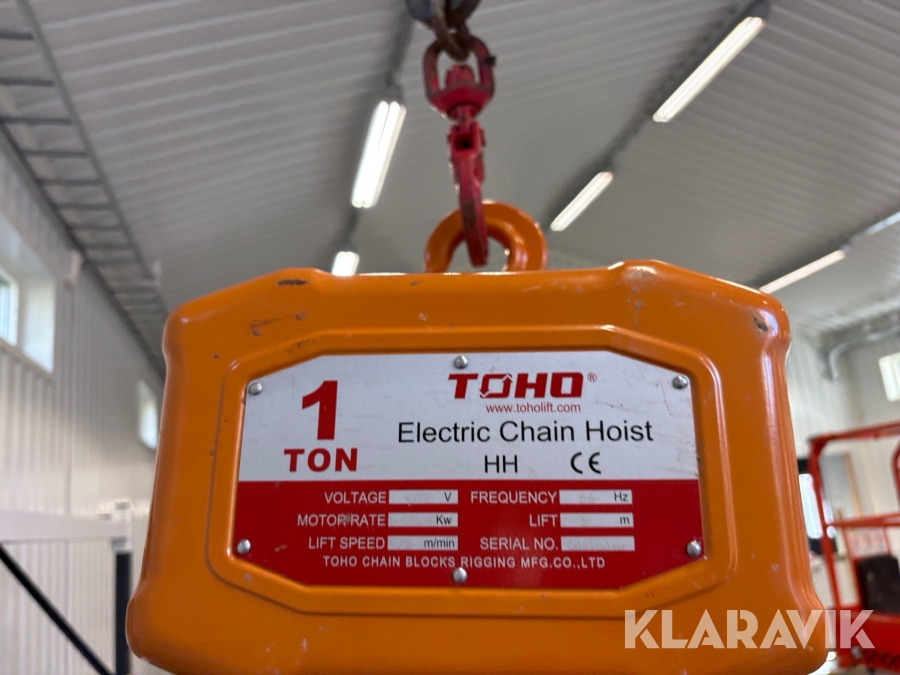 1
TON
TOHO®
www.toholift.com
Electric Chain Hoist
HH CE
VOLTAGE V FREQUENCY Hz
MOTOR RATE Kw LIFT m
LIFT SPEED m/min SERIAL NO.
TOHO CHAIN BLOCKS RIGGING MFG.CO.,LTD
KLARAVIK